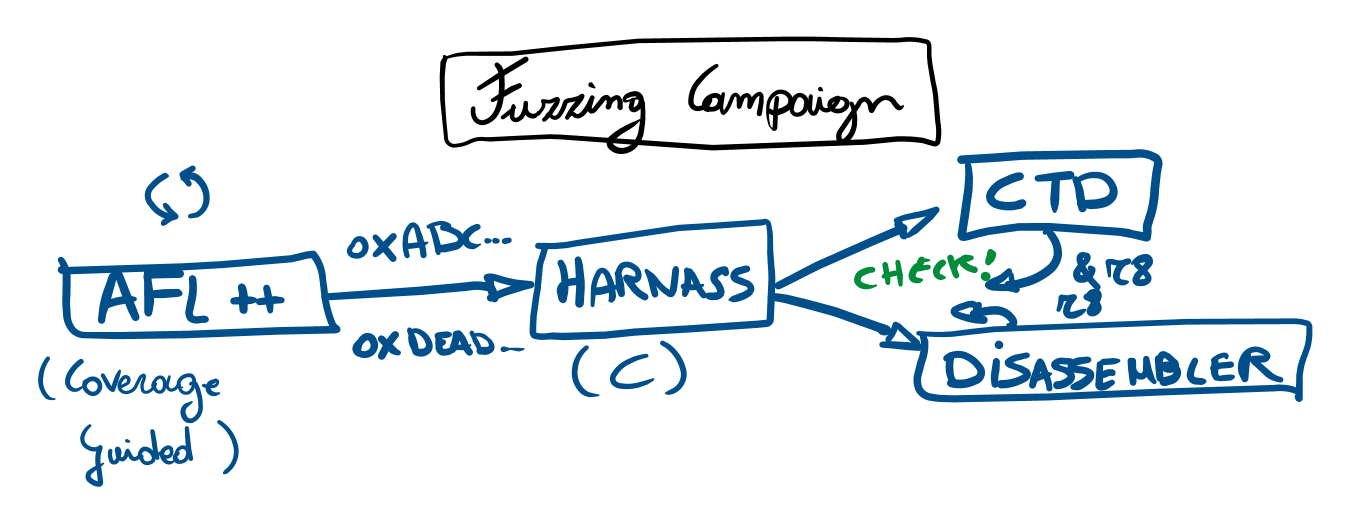 Fuzzing Campaign
CTD
0xABC...
CHECK!
& r8
r8
AFL ++
HARNASS
0xDEAD...
DiSASSEMBLER
(Coverage
guided)
(C)